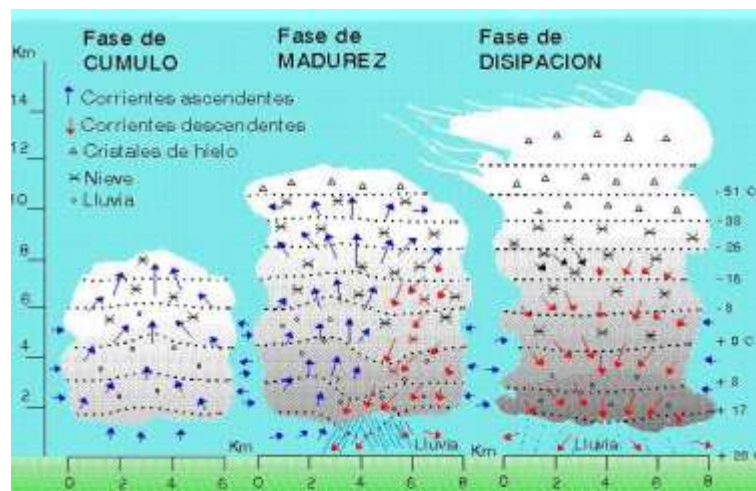 Fase de
CUMULO
Fase de
MADUREZ
Fase de
DISIPACION
Km
Corrientes ascendentes
Corrientes descendentes
Cristales de hielo
Nieve
Lluvia
14
12
10
8
6
4
2
- 51 C
- 38
- 26
- 16
- 8
+ 0 C
+ 8
+ 17
+ 28 C
Km
Lluvia
Km
Lluvia
0 2 4 6
0 2 4 6 8
0 2 4 6 8